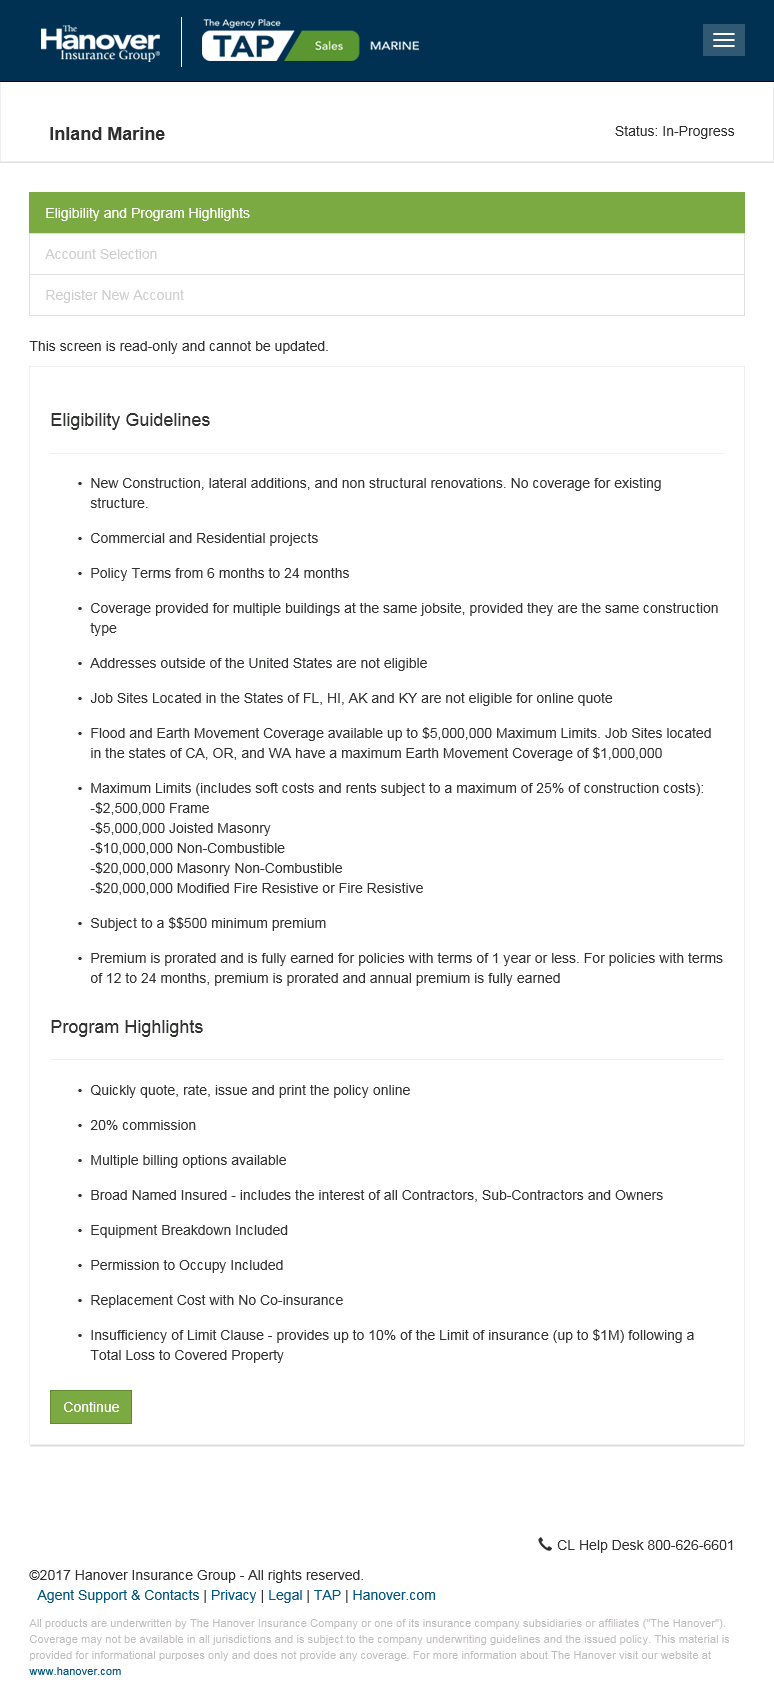 The
Hanover
Insurance Group®
The Agency Place
TAP Sales MARINE
Inland Marine
Status: In-Progress
Eligibility and Program Highlights
Account Selection
Register New Account
This screen is read-only and cannot be updated.
Eligibility Guidelines
• New Construction, lateral additions, and non structural renovations. No coverage for existing
structure.
• Commercial and Residential projects
• Policy Terms from 6 months to 24 months
• Coverage provided for multiple buildings at the same jobsite, provided they are the same construction
type
• Addresses outside of the United States are not eligible
• Job Sites Located in the States of FL, HI, AK and KY are not eligible for online quote
• Flood and Earth Movement Coverage available up to $5,000,000 Maximum Limits. Job Sites located
in the states of CA, OR, and WA have a maximum Earth Movement Coverage of $1,000,000
• Maximum Limits (includes soft costs and rents subject to a maximum of 25% of construction costs):
-$2,500,000 Frame
-$5,000,000 Joisted Masonry
-$10,000,000 Non-Combustible
-$20,000,000 Masonry Non-Combustible
-$20,000,000 Modified Fire Resistive or Fire Resistive
• Subject to a $$500 minimum premium
• Premium is prorated and is fully earned for policies with terms of 1 year or less. For policies with terms
of 12 to 24 months, premium is prorated and annual premium is fully earned
Program Highlights
• Quickly quote, rate, issue and print the policy online
• 20% commission
• Multiple billing options available
• Broad Named Insured - includes the interest of all Contractors, Sub-Contractors and Owners
• Equipment Breakdown Included
• Permission to Occupy Included
• Replacement Cost with No Co-insurance
• Insufficiency of Limit Clause - provides up to 10% of the Limit of insurance (up to $1M) following a
Total Loss to Covered Property
Continue
CL Help Desk 800-626-6601
©2017 Hanover Insurance Group - All rights reserved.
Agent Support & Contacts | Privacy | Legal | TAP | Hanover.com
All products are underwritten by The Hanover Insurance Company or one of its insurance company subsidiaries or affiliates ("The Hanover").
Coverage may not be available in all jurisdictions and is subject to the company underwriting guidelines and the issued policy. This material is
provided for informational purposes only and does not provide any coverage. For more information about The Hanover visit our website at
www.hanover.com